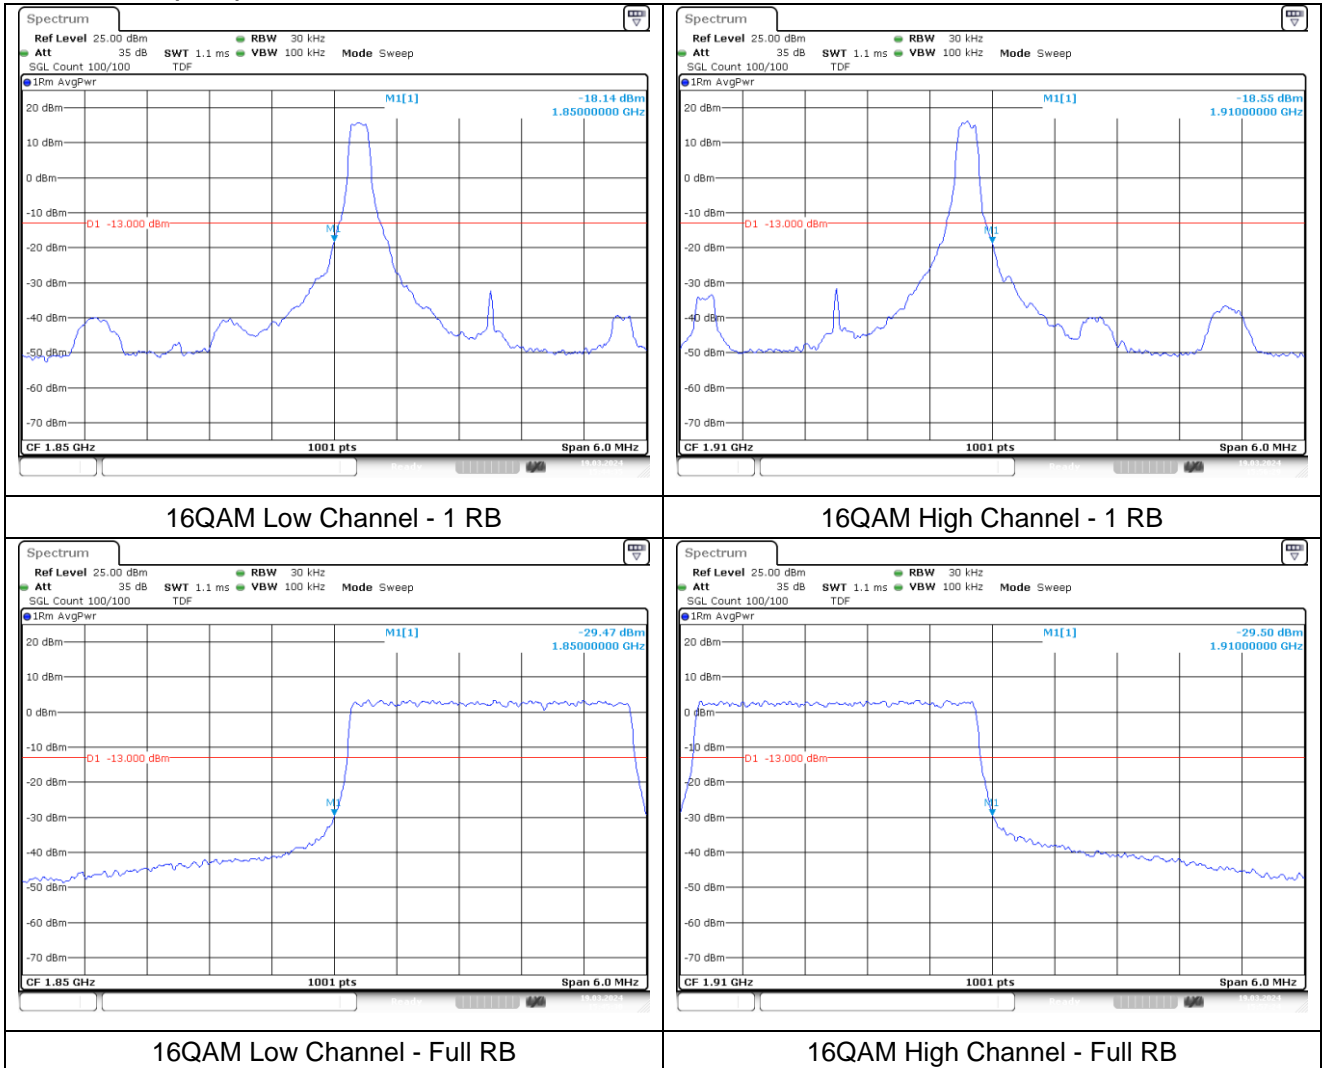 Spectrum
Ref Level 25.00 dBm RBW 30 kHz
Att 35 dB SWT 1.1 ms VBW 100 kHz Mode Sweep
SGL Count 100/100 TDF
1Rm AvgPwr
M1[1] -18.14 dBm
1.85000000 GHz
20 dBm
10 dBm
0 dBm
-10 dBm
D1 -13.000 dBm
M1
-20 dBm
-30 dBm
-40 dBm
-50 dBm
-60 dBm
-70 dBm
CF 1.85 GHz 1001 pts Span 6.0 MHz
Spectrum
Ref Level 25.00 dBm RBW 30 kHz
Att 35 dB SWT 1.1 ms VBW 100 kHz Mode Sweep
SGL Count 100/100 TDF
1Rm AvgPwr
M1[1] -18.55 dBm
1.91000000 GHz
20 dBm
10 dBm
0 dBm
-10 dBm
D1 -13.000 dBm
M1
-20 dBm
-30 dBm
-40 dBm
-50 dBm
-60 dBm
-70 dBm
CF 1.91 GHz 1001 pts Span 6.0 MHz
16QAM Low Channel - 1 RB
16QAM High Channel - 1 RB
Spectrum
Ref Level 25.00 dBm RBW 30 kHz
Att 35 dB SWT 1.1 ms VBW 100 kHz Mode Sweep
SGL Count 100/100 TDF
1Rm AvgPwr
M1[1] -29.47 dBm
1.85000000 GHz
20 dBm
10 dBm
0 dBm
-10 dBm
D1 -13.000 dBm
-20 dBm
M1
-30 dBm
-40 dBm
-50 dBm
-60 dBm
-70 dBm
CF 1.85 GHz 1001 pts Span 6.0 MHz
Spectrum
Ref Level 25.00 dBm RBW 30 kHz
Att 35 dB SWT 1.1 ms VBW 100 kHz Mode Sweep
SGL Count 100/100 TDF
1Rm AvgPwr
M1[1] -29.50 dBm
1.91000000 GHz
20 dBm
10 dBm
0 dBm
-10 dBm
D1 -13.000 dBm
-20 dBm
M1
-30 dBm
-40 dBm
-50 dBm
-60 dBm
-70 dBm
CF 1.91 GHz 1001 pts Span 6.0 MHz
16QAM Low Channel - Full RB
16QAM High Channel - Full RB